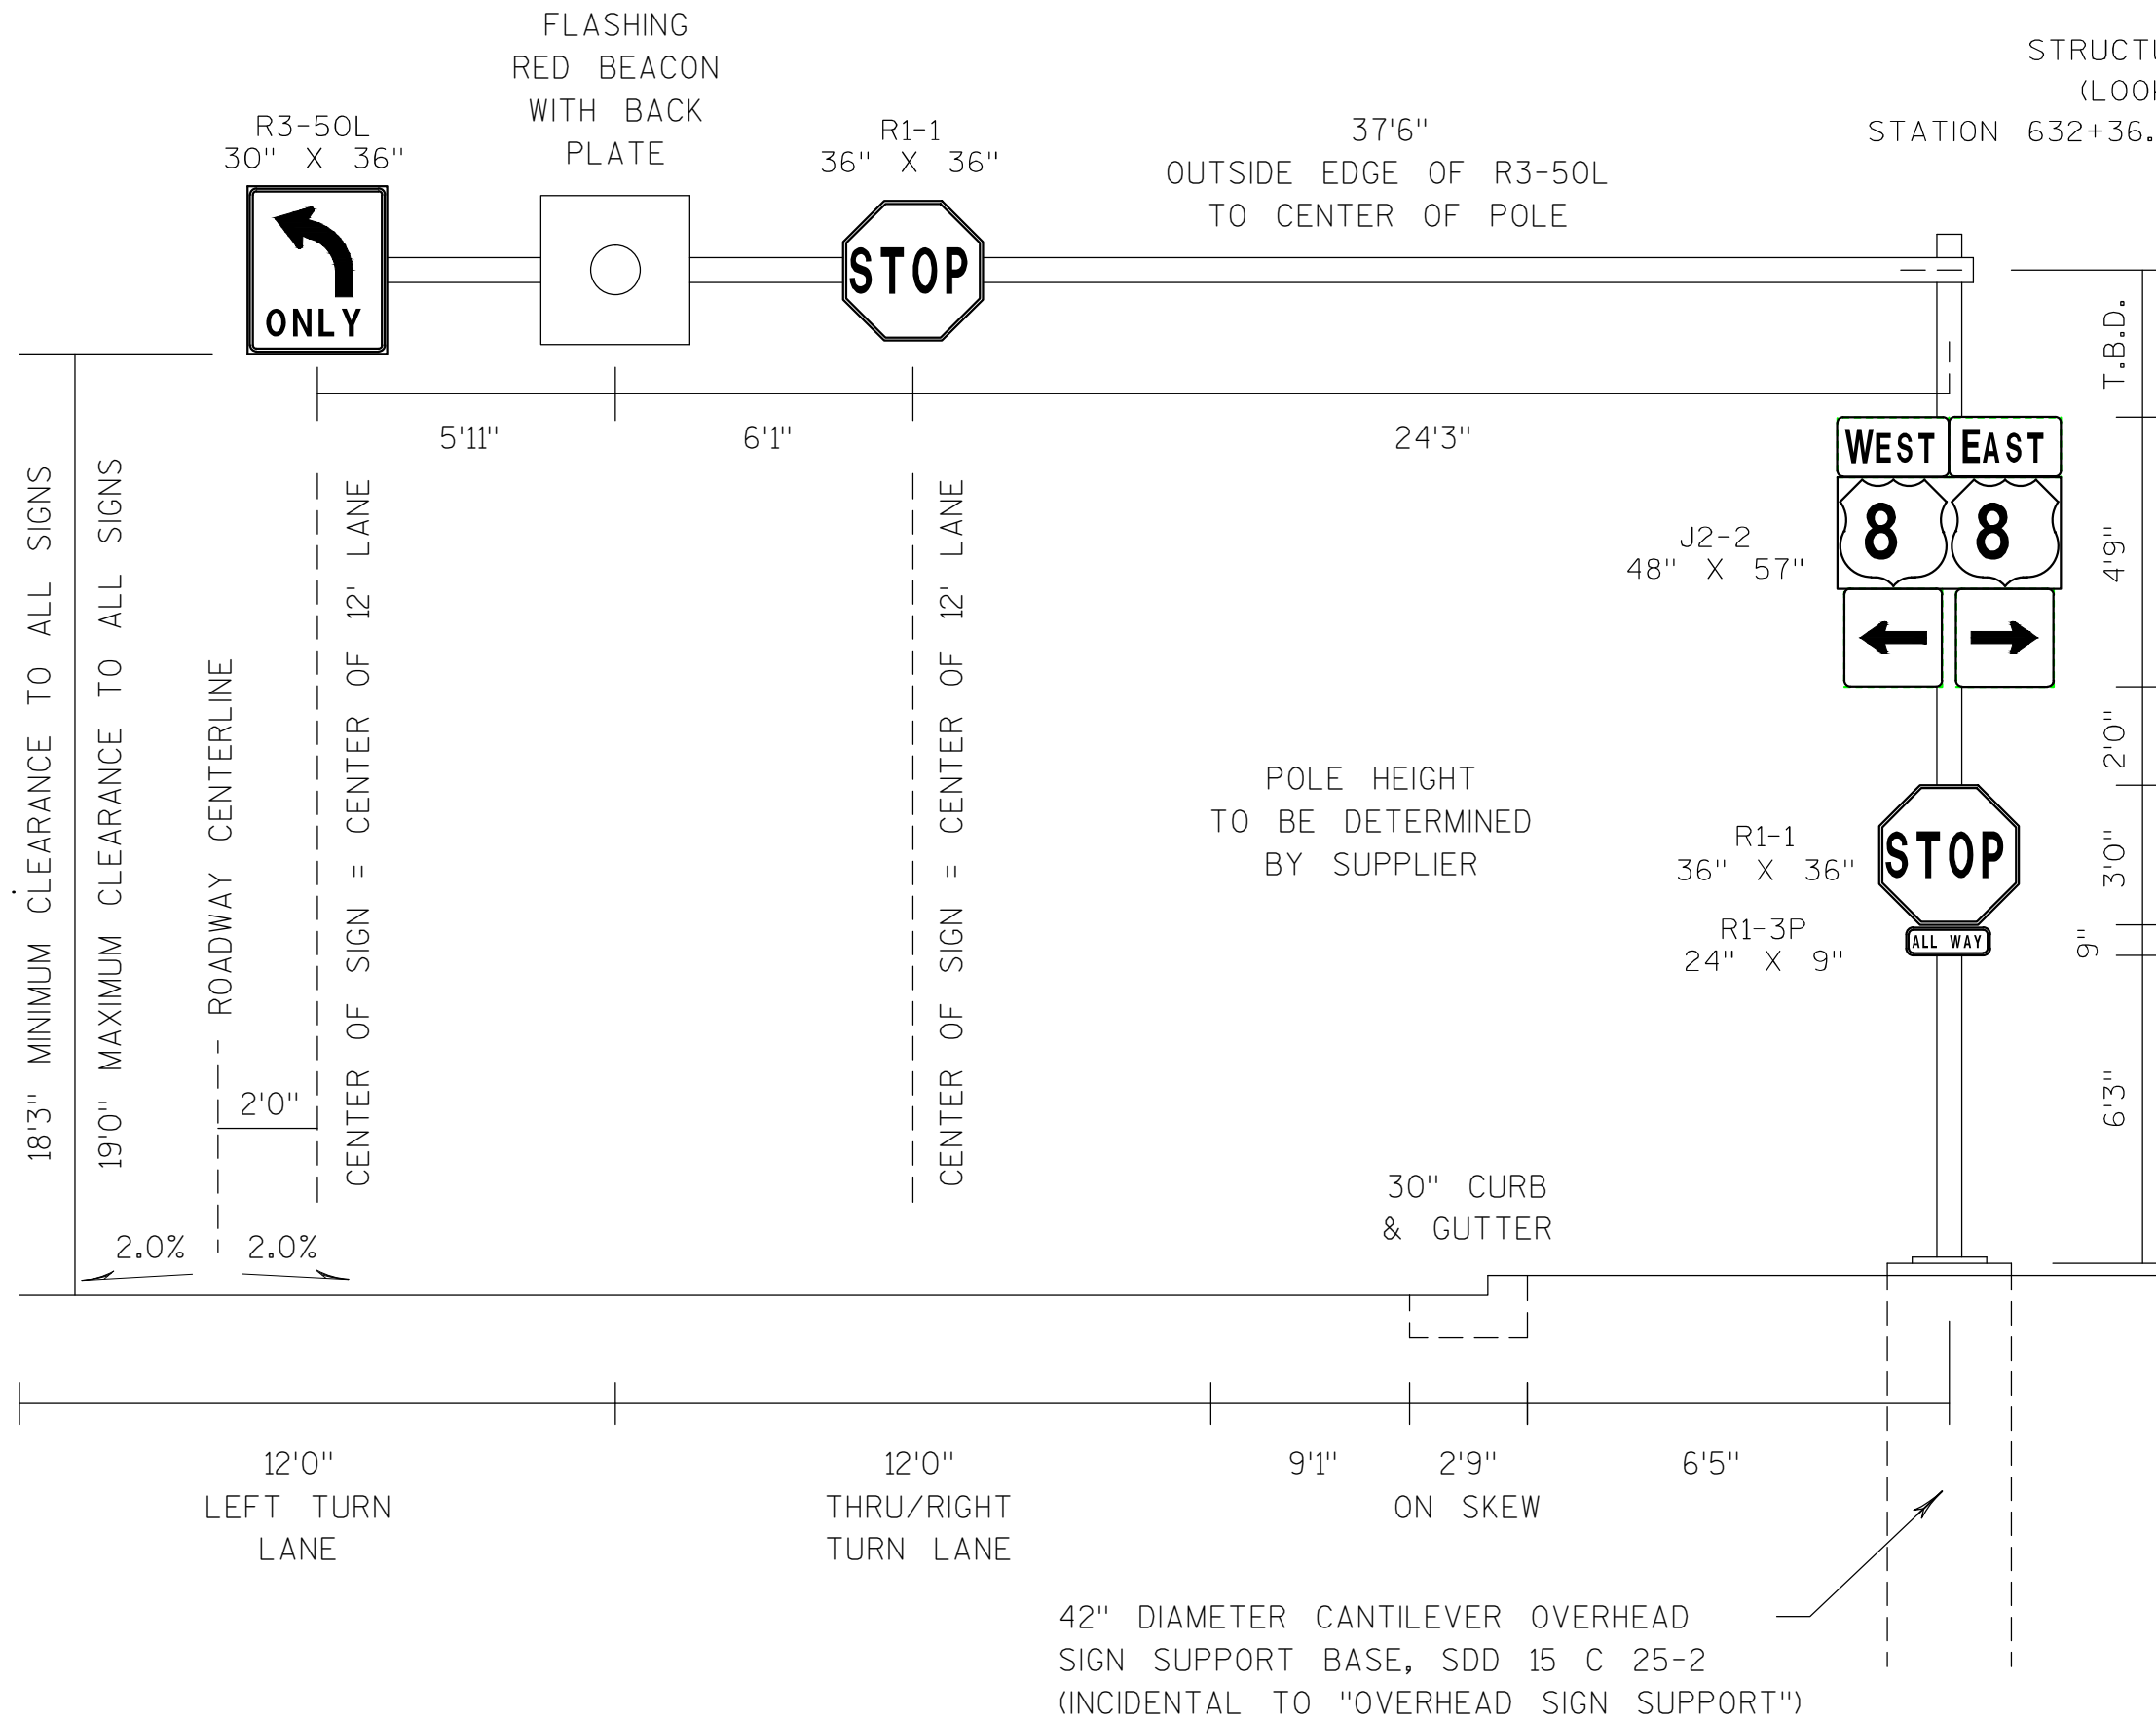 FLASHING
RED BEACON
WITH BACK
PLATE
R3-50L
30" X 36"
R1-1
36" X 36"
37'6"
OUTSIDE EDGE OF R3-50L
TO CENTER OF POLE
(LOO
STATION 632+36.
ONLY
STOP
T.B.D.
5'11"
6'1"
24'3"
WEST EAST
8 8
J2-2
48" X 57"
4'9"
18'3" MINIMUM CLEARANCE TO ALL SIGNS
19'0" MAXIMUM CLEARANCE TO ALL SIGNS
ROADWAY CENTERLINE
CENTER OF SIGN = CENTER OF 12' LANE
CENTER OF SIGN = CENTER OF 12' LANE
2'0"
POLE HEIGHT
TO BE DETERMINED
BY SUPPLIER
R1-1
36" X 36"
STOP
3'0"
R1-3P
24" X 9"
ALL WAY
9"
6'3"
2'0"
30" CURB
& GUTTER
2.0% 2.0%
12'0"
LEFT TURN
LANE
12'0"
THRU/RIGHT
TURN LANE
9'1"
2'9"
ON SKEW
6'5"
42" DIAMETER CANTILEVER OVERHEAD
SIGN SUPPORT BASE, SDD 15 C 25-2
(INCIDENTAL TO "OVERHEAD SIGN SUPPORT")